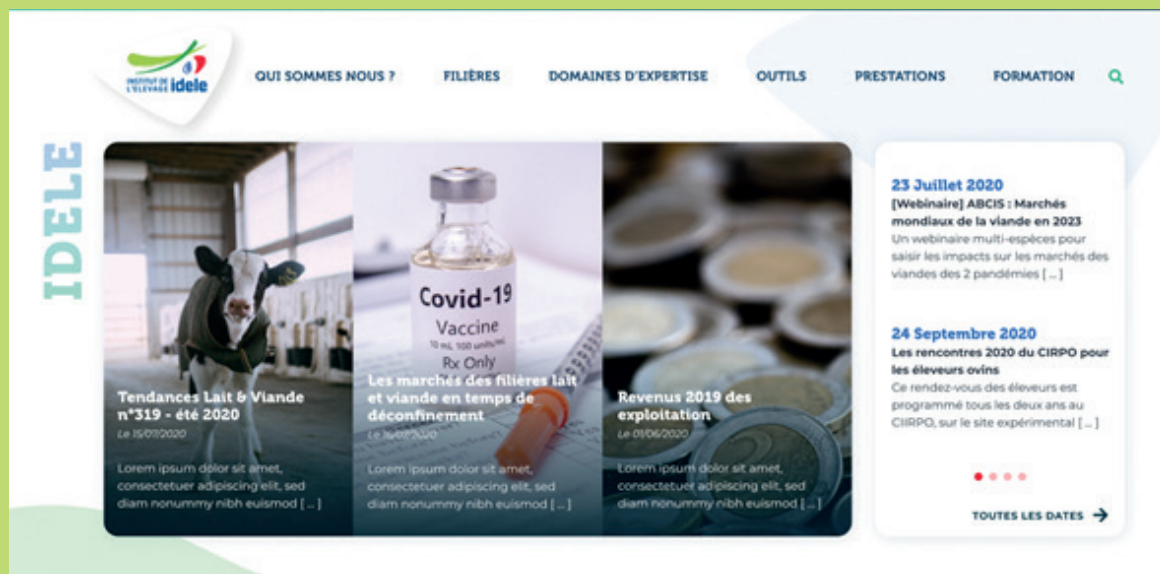 INSTITUT DE
L'ELEVAGE idele
QUI SOMMES NOUS ?
FILIÈRES
DOMAINES D'EXPERTISE
OUTILS
PRESTATIONS
FORMATION
IDELE
Covid-19
Vaccine
10 mL 100 units/mL
Rx Only
Tendances Lait & Viande
n°319 - été 2020
Le 15/07/2020
Lorem ipsum dolor sit amet,
consectetuer adipiscing elit, sed
diam nonummy nibh euismod [ ... ]
Les marchés des filières lait
et viande en temps de
déconfinement
Lorem ipsum dolor sit amet,
consectetuer adipiscing elit, sed
diam nonummy nibh euismod [ ... ]
Revenus 2019 des
exploitation
Le 01/06/2020
Lorem ipsum dolor sit amet,
consectetuer adipiscing elit, sed
diam nonummy nibh euismod [ ... ]
23 Juillet 2020
[Webinaire] ABCIS : Marchés
mondiaux de la viande en 2023
Un webinaire multi-espèces pour
saisir les impacts sur les marchés des
viandes des 2 pandémies [ ... ]
24 Septembre 2020
Les rencontres 2020 du CIRPO pour
les éleveurs ovins
Ce rendez-vous des éleveurs est
programmé tous les deux ans au
CIIRPO, sur le site expérimental [ ... ]
TOUTES LES DATES